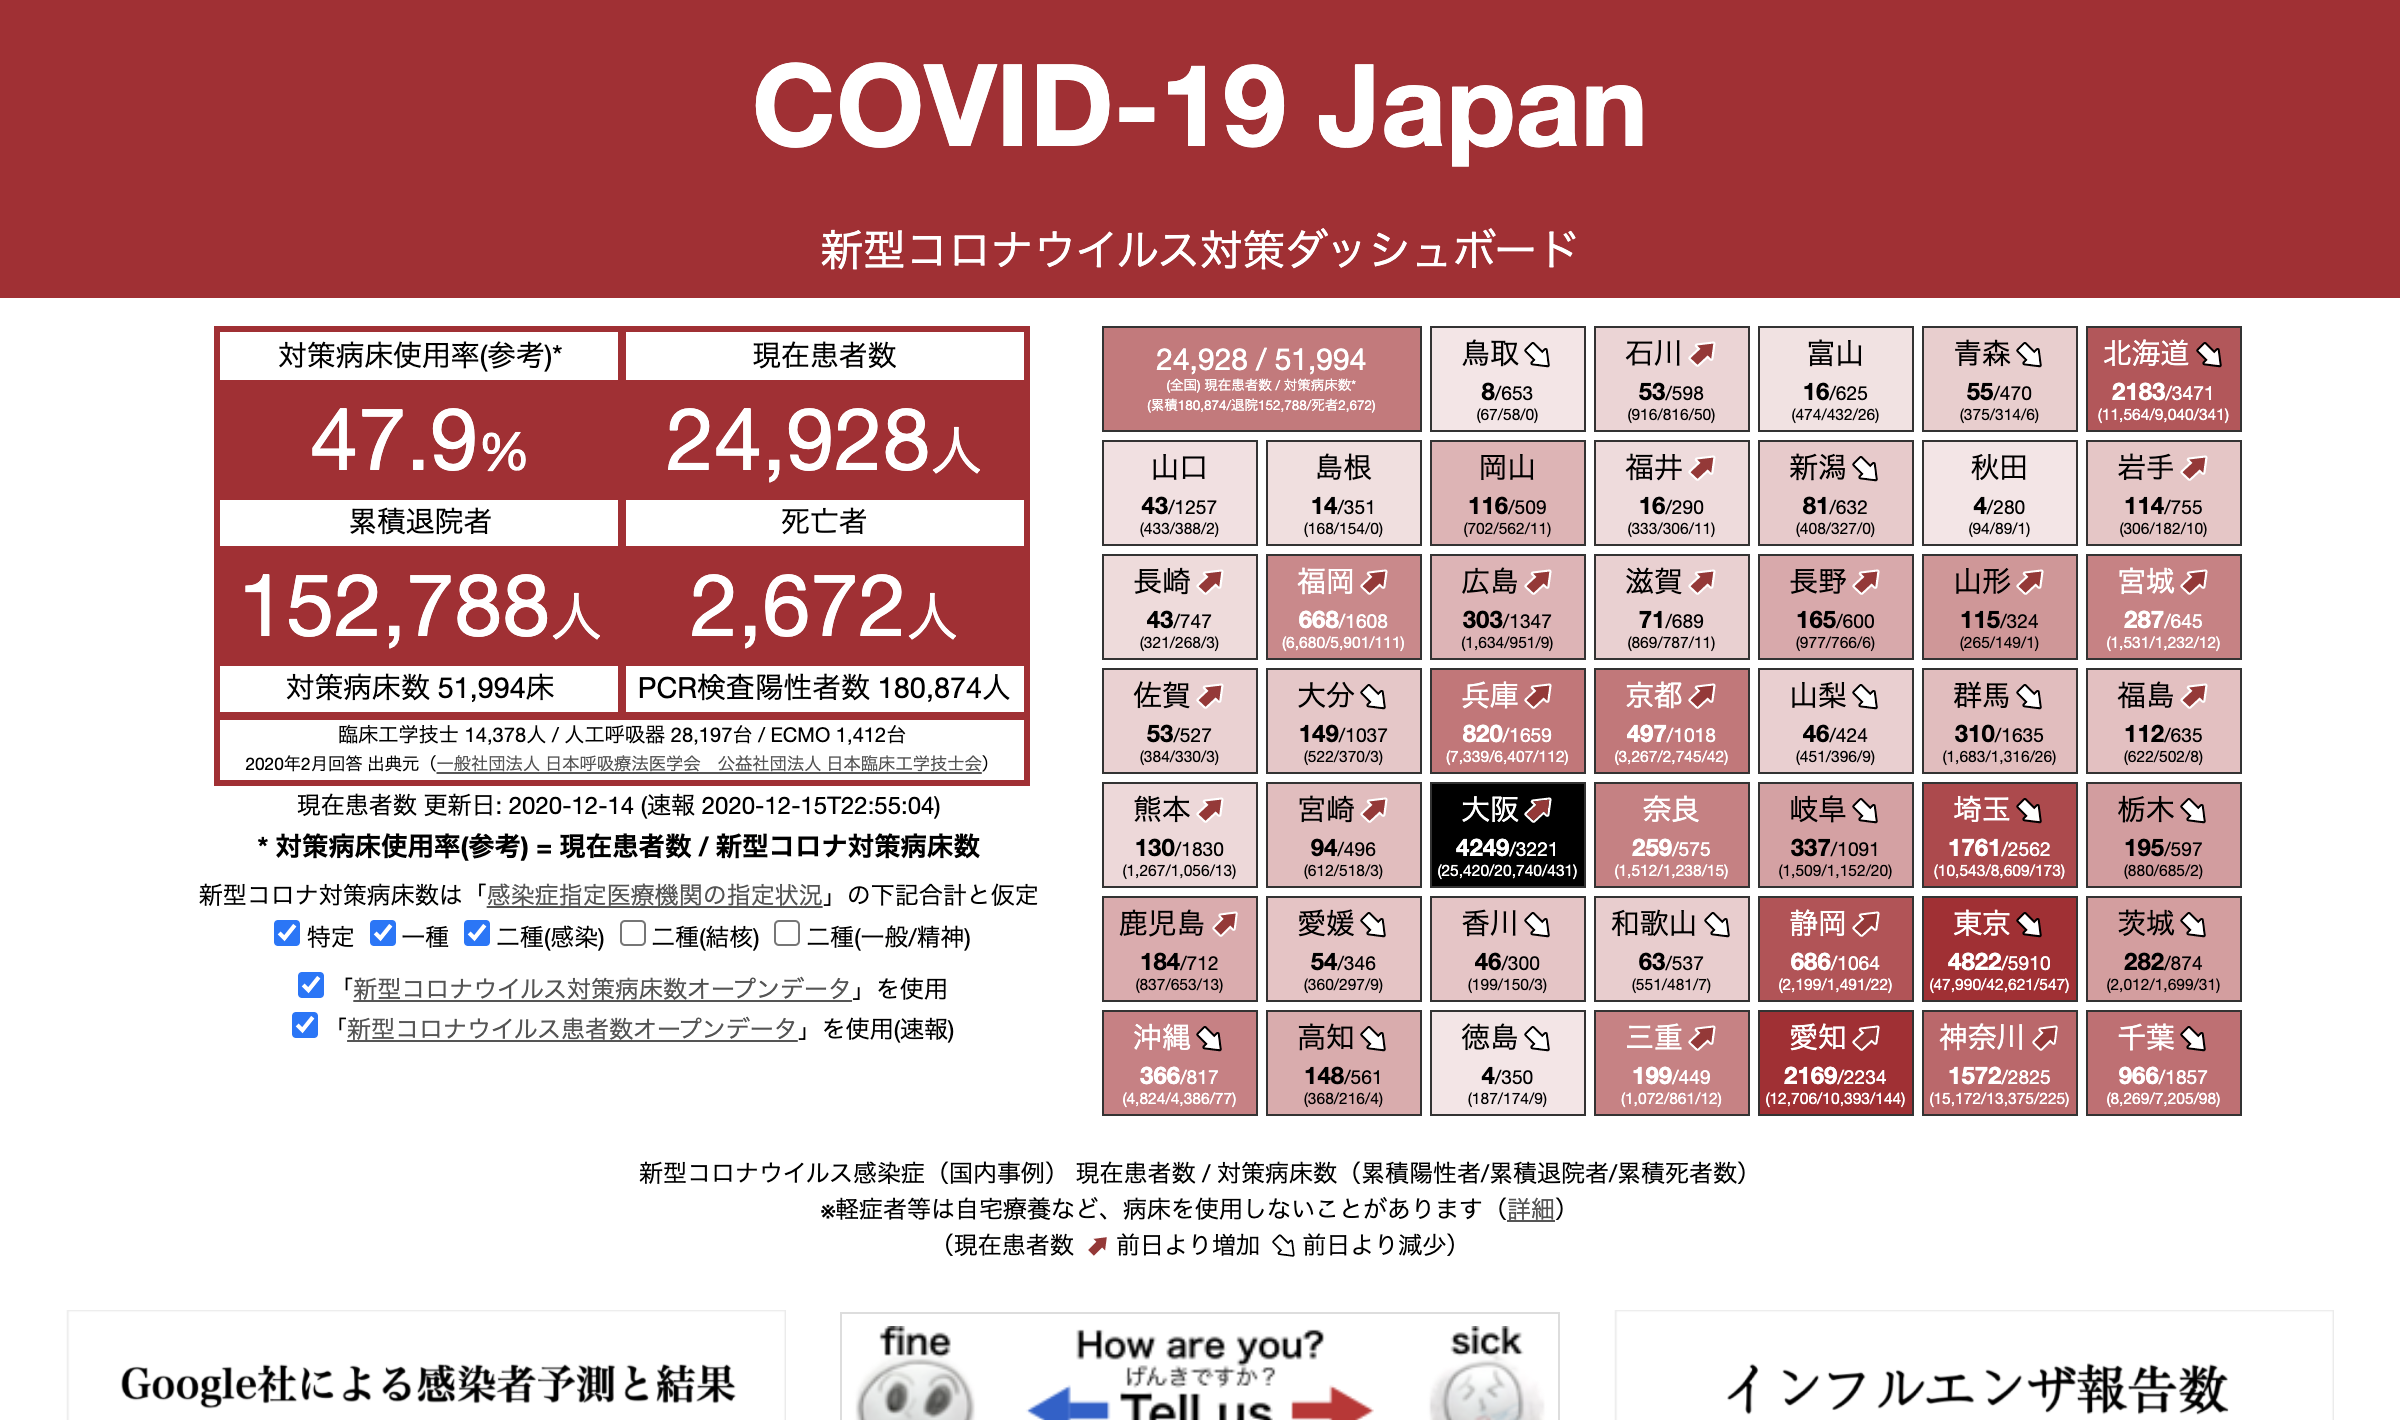 COVID-19 Japan
新型コロナウイルス対策ダッシュボード
対策病床使用率(参考)*
現在患者数
47.9%
24,928人
累積退院者
死亡者
152,788人
2,672人
対策病床数 51,994床
PCR検査陽性者数 180,874人
臨床工学技士 14,378人 / 人工呼吸器 28,197台 / ECMO 1,412台
2020年2月回答 出典元（一般社団法人 日本呼吸療法医学会　公益社団法人 日本臨床工学技士会）
現在患者数 更新日: 2020-12-14 (速報 2020-12-15T22:55:04)
* 対策病床使用率(参考) = 現在患者数 / 新型コロナ対策病床数
新型コロナ対策病床数は「感染症指定医療機関の指定状況」の下記合計と仮定
特定 一種 二種(感染) 二種(結核) 二種(一般/精神)
「新型コロナウイルス対策病床数オープンデータ」を使用
「新型コロナウイルス患者数オープンデータ」を使用(速報)
24,928 / 51,994
(全国) 現在患者数 / 対策病床数*
(累積180,874/退院152,788/死者2,672)
鳥取
8/653
(67/58/0)
石川
53/598
(916/816/50)
富山
16/625
(474/432/26)
青森
55/470
(375/314/6)
北海道
2183/3471
(11,564/9,040/341)
山口
43/1257
(433/388/2)
島根
14/351
(168/154/0)
岡山
116/509
(702/562/11)
福井
16/290
(333/306/11)
新潟
81/632
(408/327/0)
秋田
4/280
(94/89/1)
岩手
114/755
(306/182/10)
長崎
43/747
(321/268/3)
福岡
668/1608
(6,680/5,901/111)
広島
303/1347
(1,634/951/9)
滋賀
71/689
(869/787/11)
長野
165/600
(977/766/6)
山形
115/324
(265/149/1)
宮城
287/645
(1,531/1,232/12)
佐賀
53/527
(384/330/3)
大分
149/1037
(522/370/3)
兵庫
820/1659
(7,339/6,407/112)
京都
497/1018
(3,267/2,745/42)
山梨
46/424
(451/396/9)
群馬
310/1635
(1,683/1,316/26)
福島
112/635
(622/502/8)
熊本
130/1830
(1,267/1,056/13)
宮崎
94/496
(612/518/3)
大阪
4249/3221
(25,420/20,740/431)
奈良
259/575
(1,512/1,238/15)
岐阜
337/1091
(1,509/1,152/20)
埼玉
1761/2562
(10,543/8,609/173)
栃木
195/597
(880/685/2)
鹿児島
184/712
(837/653/13)
愛媛
54/346
(360/297/9)
香川
46/300
(199/150/3)
和歌山
63/537
(551/481/7)
静岡
686/1064
(2,199/1,491/22)
東京
4822/5910
(47,990/42,621/547)
茨城
282/874
(2,012/1,699/31)
沖縄
366/817
(4,824/4,386/77)
高知
148/561
(368/216/4)
徳島
4/350
(187/174/9)
三重
199/449
(1,072/861/12)
愛知
2169/2234
(12,706/10,393/144)
神奈川
1572/2825
(15,172/13,375/225)
千葉
966/1857
(8,269/7,205/98)
新型コロナウイルス感染症（国内事例） 現在患者数 / 対策病床数（累積陽性者/累積退院者/累積死者数）
※軽症者等は自宅療養など、病床を使用しないことがあります（詳細）
（現在患者数 前日より増加 前日より減少）
Google社による感染者予測と結果
fine
How are you?
げんきですか？
Tell us
sick
インフルエンザ報告数